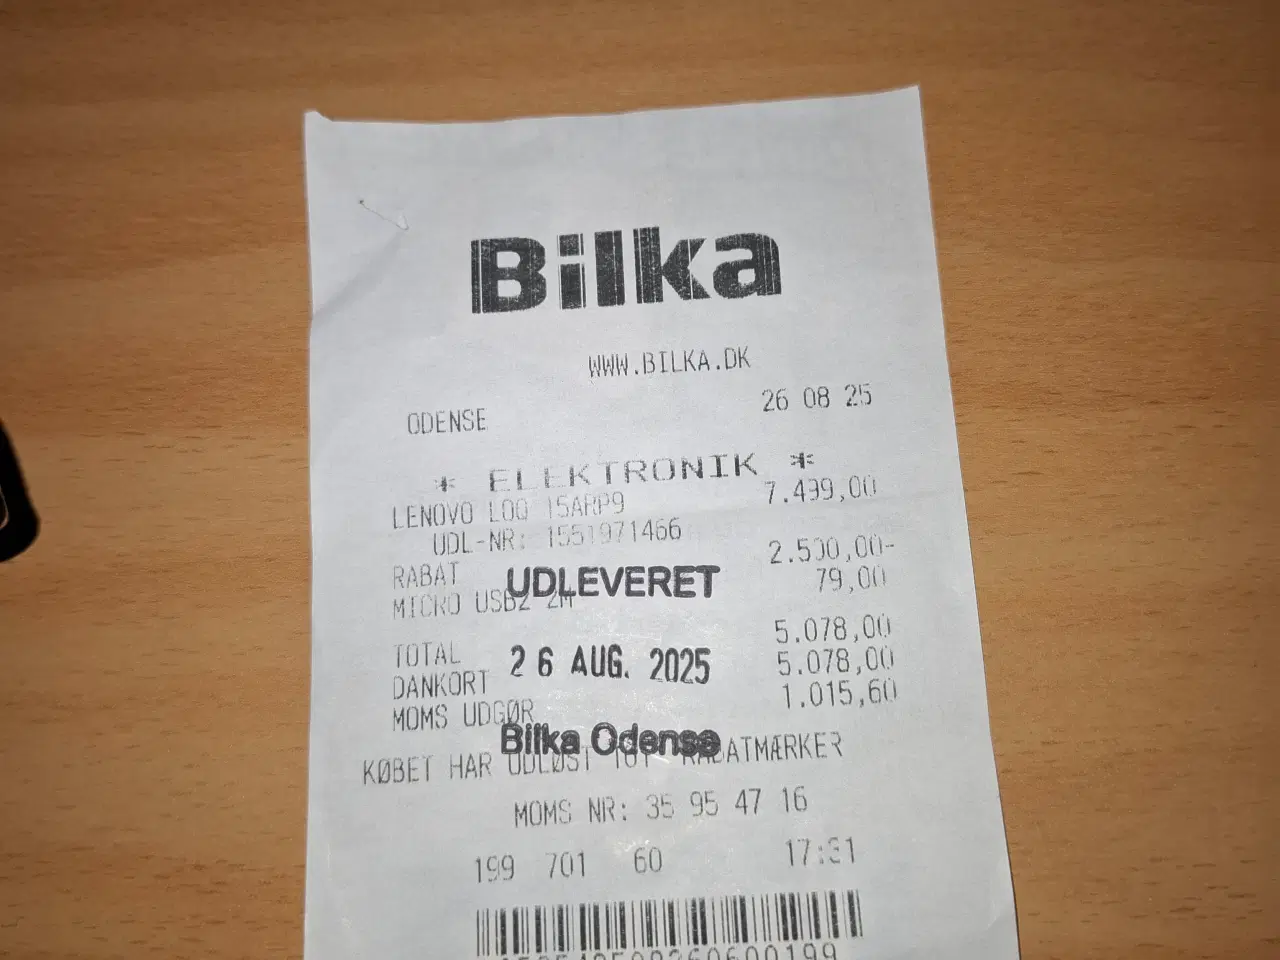 Bilka
WWW.BILKA.DK
ODENSE 26 08 25
* ELEKTRONIK *
LENOVO LOQ 15ARP9 7.499,00
UDL-NR: 1551971466
RABAT 2.500,00-
MICRO USB2 2M 79,00
UDLEVERET
TOTAL 5.078,00
DANKORT 5.078,00
26 AUG. 2025
MOMS UDGØR 1.015,60
Bilka Odense
KØBET HAR UDLØST RABATMÆRKER
MOMS NR: 35 95 47 16
199 701 60 17:31